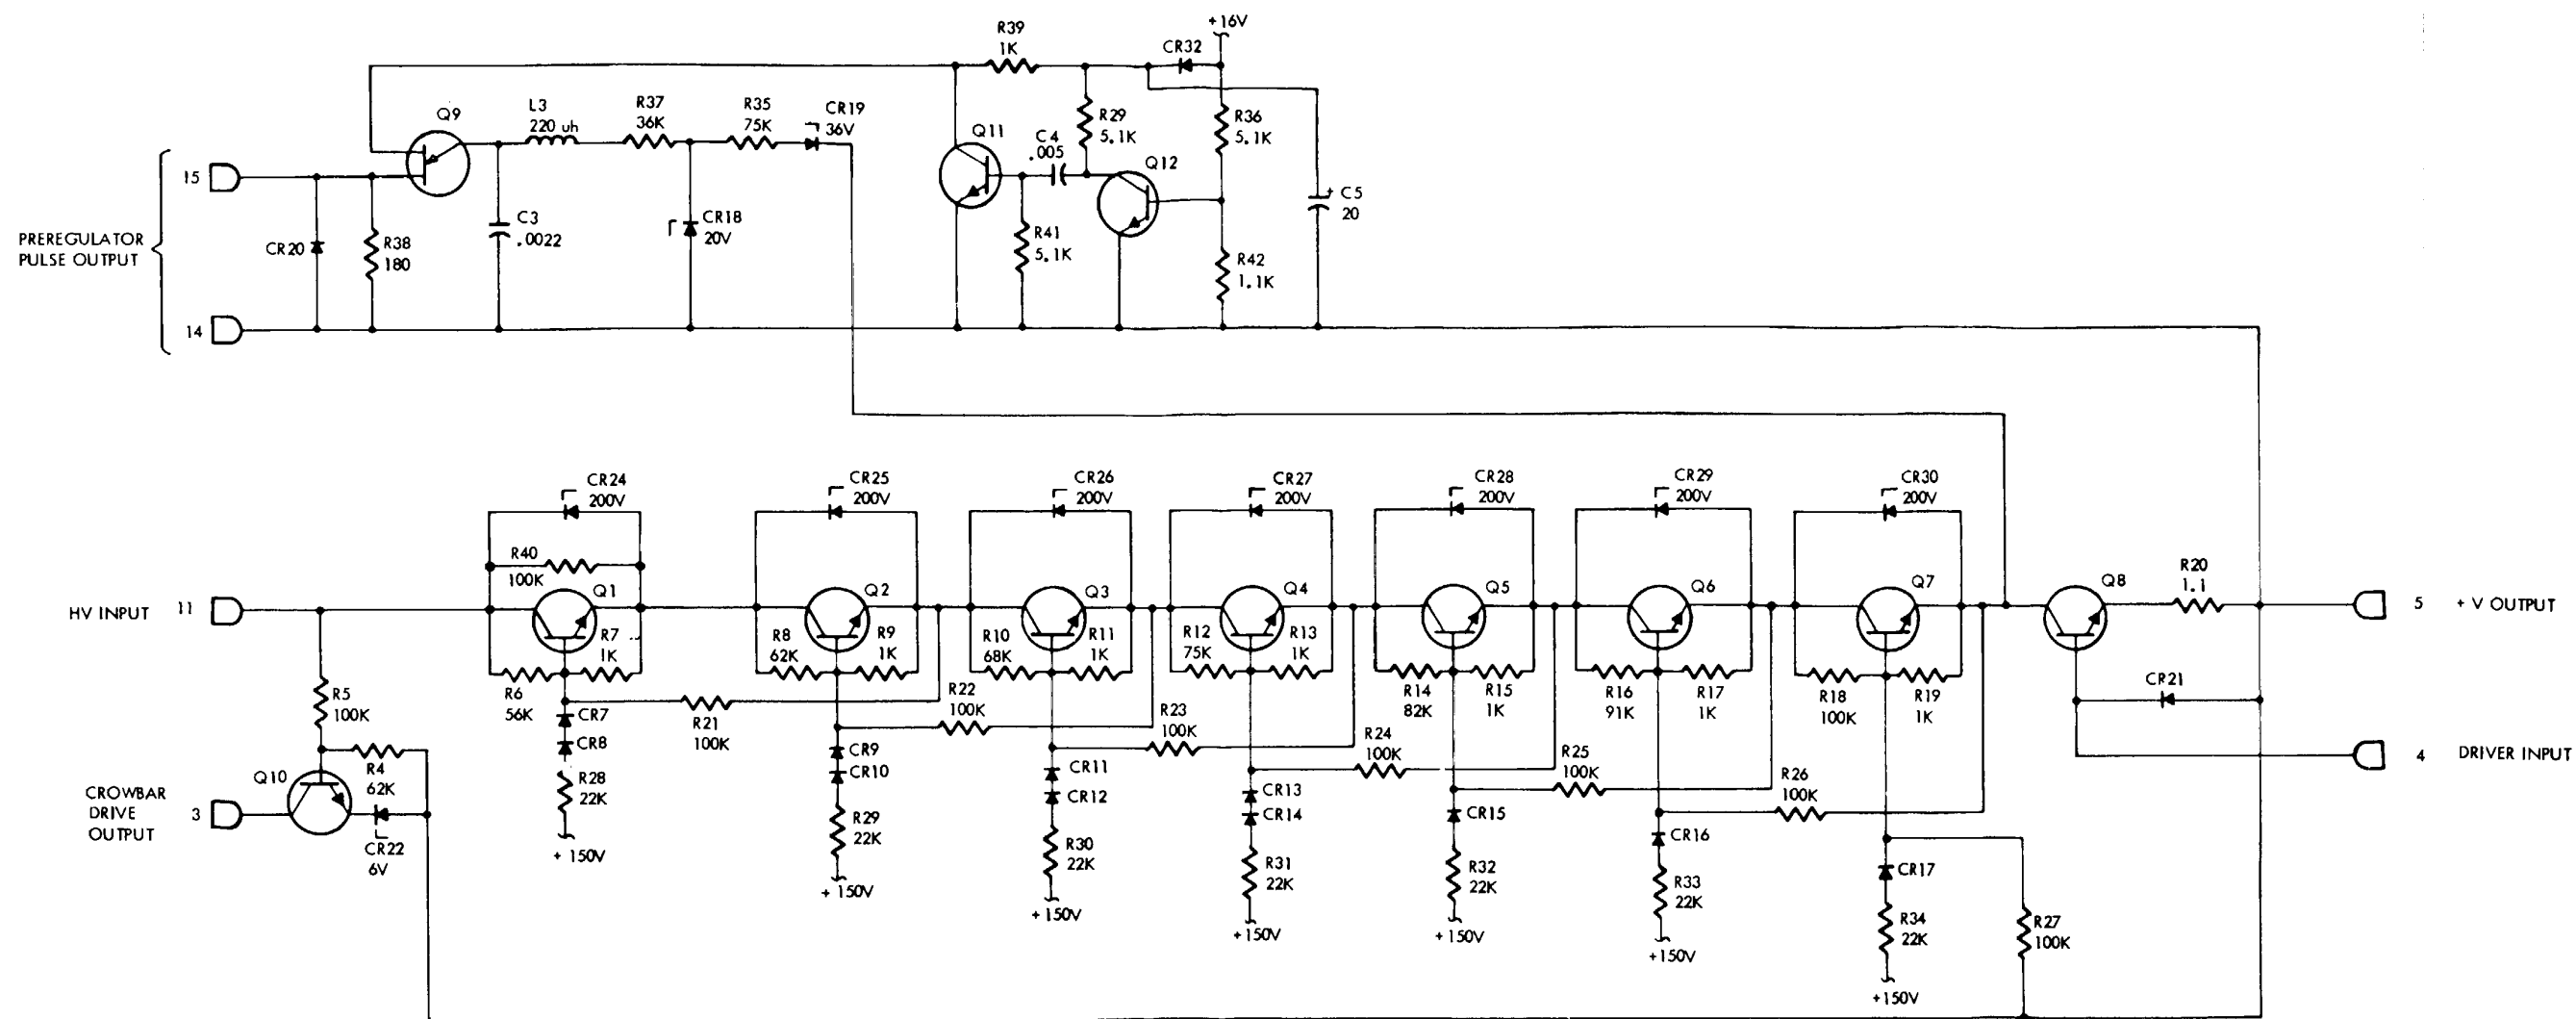 +16V
R39
1K
CR32
Q9
L3
220 uh
R37
36K
R35
75K
CR19
36V
Q11
C4
.005
R29
5.1K
R36
5.1K
Q12
15
PREREGULATOR
PULSE OUTPUT
CR20
R38
180
C3
.0022
CR18
20V
R41
5.1K
R42
1.1K
+ C5
20
14
CR24
200V
CR25
200V
CR26
200V
CR27
200V
CR28
200V
CR29
200V
CR30
200V
R40
100K
Q1
Q2
Q3
Q4
Q5
Q6
Q7
Q8
R20
1.1
HV INPUT
11
5
+ V OUTPUT
R7
1K
R8
62K
R9
1K
R10
68K
R11
1K
R12
75K
R13
1K
R6
56K
R14
82K
R15
1K
R16
91K
R17
1K
R18
100K
R19
1K
CR21
R5
100K
CR7
CR8
R21
100K
R22
100K
R23
100K
R24
100K
R25
100K
R26
100K
4
DRIVER INPUT
Q10
R4
62K
CROWBAR
DRIVE
OUTPUT
3
CR22
6V
R28
22K
+ 150V
CR9
CR10
R29
22K
+ 150V
CR11
CR12
R30
22K
+150V
CR13
CR14
R31
22K
+150V
CR15
R32
22K
+150V
CR16
R33
22K
+150V
CR17
R34
22K
+150V
R27
100K